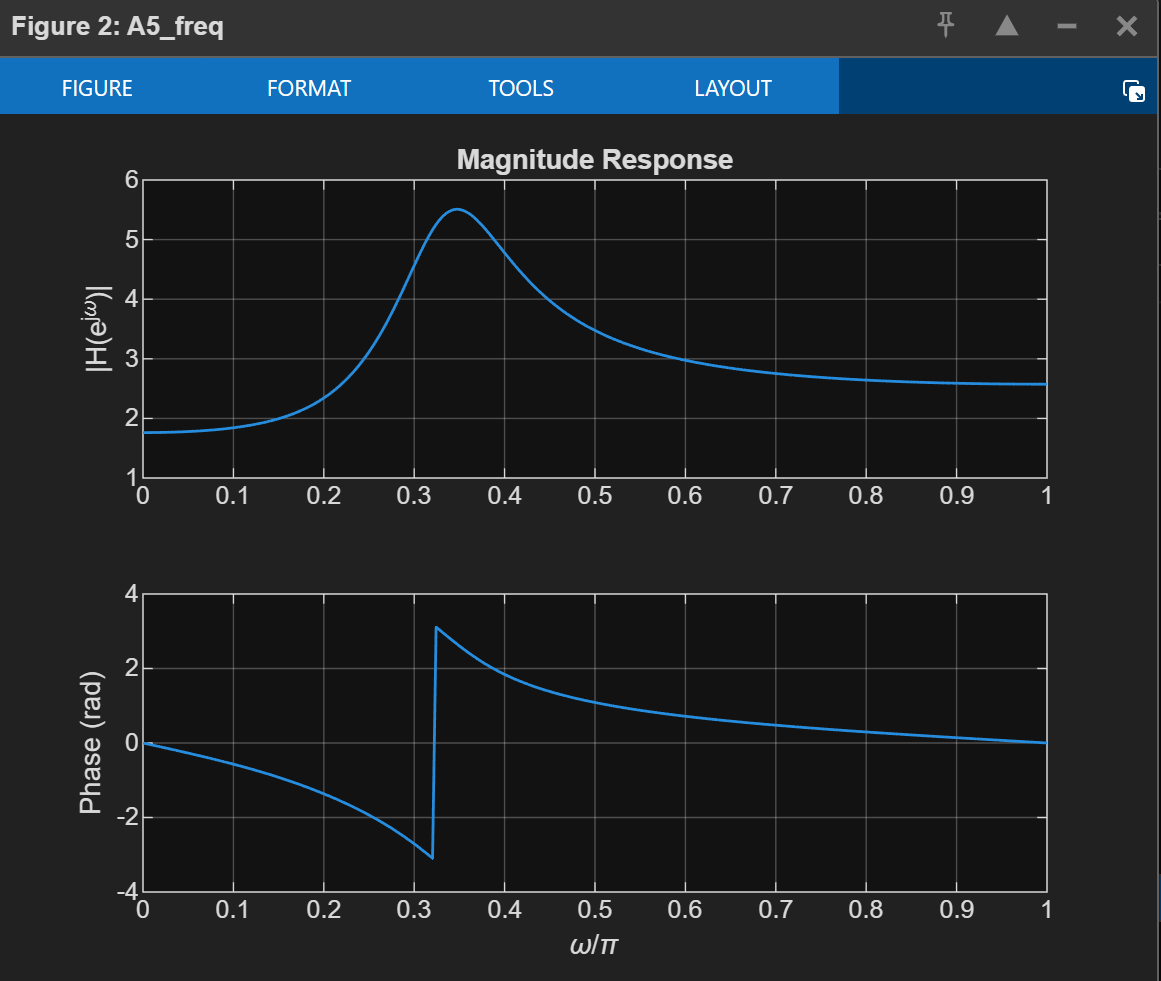 Figure 2: A5_freq
FIGURE FORMAT TOOLS LAYOUT
Magnitude Response
|H(e^jω)|
6
5
4
3
2
1
0 0.1 0.2 0.3 0.4 0.5 0.6 0.7 0.8 0.9 1
Phase (rad)
4
2
0
-2
-4
0 0.1 0.2 0.3 0.4 0.5 0.6 0.7 0.8 0.9 1
ω/π